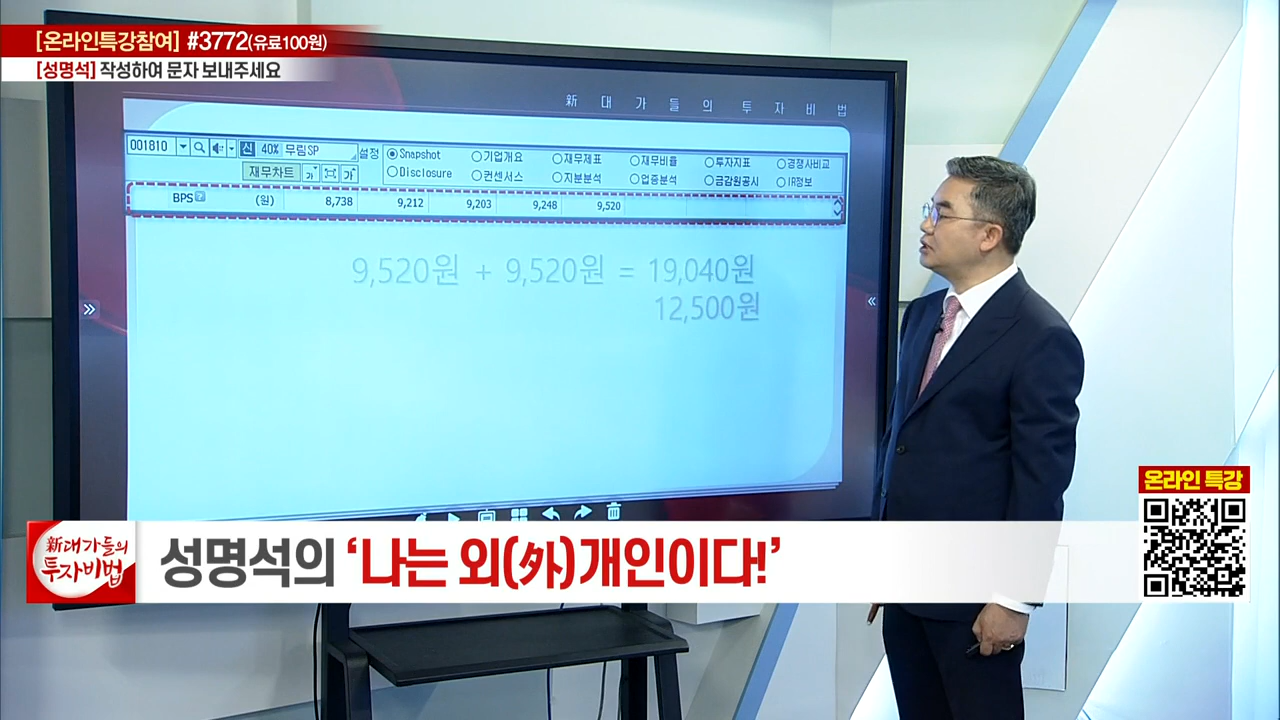 [온라인특강참여] #3772(유료100원)
[성명석] 작성하여 문자 보내주세요
新 대 가 들 의 투 자 비 법
001810 신 40% 무림SP 설정 Snapshot 기업개요 재무제표 재무비율 투자지표 경쟁사비교
재무차트 가 가 Disclosure 컨센서스 지분분석 업종분석 금감원공시 IR정보
BPS (원) 8,738 9,212 9,203 9,248 9,520
9,520원 + 9,520원 = 19,040원
12,500원
온라인 특강
新대가들의
투자비법
성명석의 ‘나는 외(外)개인이다!’